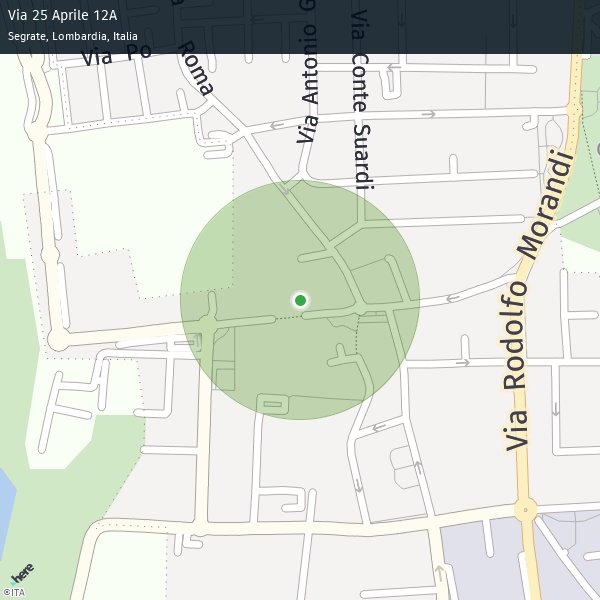 Via 25 Aprile 12A
Segrate, Lombardia, Italia
Via Po
Roma
Via Antonio G
Via Conte Suardi
Via Rodolfo Morandi
here
©ITA